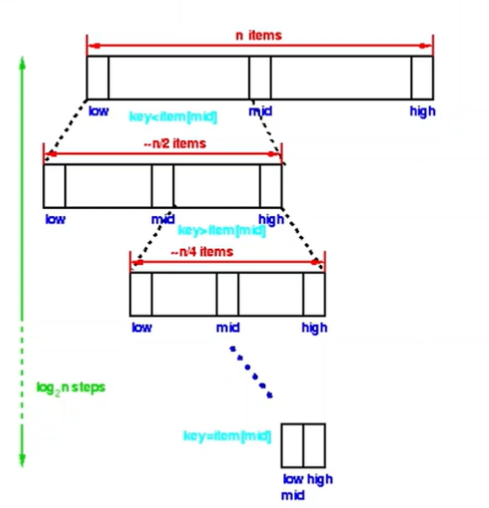 n items
low mid high
key<item[mid]
~n/2 items
low mid high
key>item[mid]
~n/4 items
low mid high
log₂n steps
key=item[mid]
low high
mid